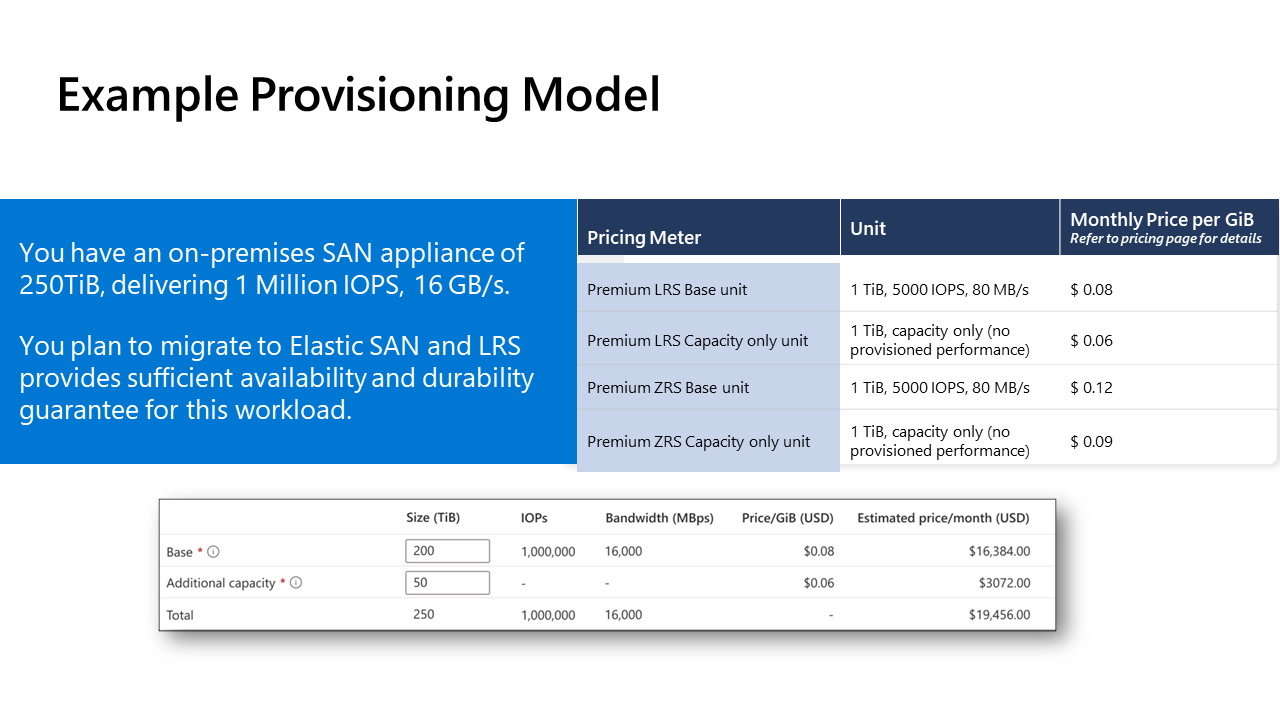 Example Provisioning Model
You have an on-premises SAN appliance of
250TiB, delivering 1 Million IOPS, 16 GB/s.
You plan to migrate to Elastic SAN and LRS
provides sufficient availability and durability
guarantee for this workload.
Pricing Meter Unit Monthly Price per GiB
Refer to pricing page for details
Premium LRS Base unit 1 TiB, 5000 IOPS, 80 MB/s $ 0.08
Premium LRS Capacity only unit 1 TiB, capacity only (no
provisioned performance) $ 0.06
Premium ZRS Base unit 1 TiB, 5000 IOPS, 80 MB/s $ 0.12
Premium ZRS Capacity only unit 1 TiB, capacity only (no
provisioned performance) $ 0.09
Size (TiB) IOPs Bandwidth (MBps) Price/GiB (USD) Estimated price/month (USD)
Base * 200 1,000,000 16,000 $0.08 $16,384.00
Additional capacity * 50 - - $0.06 $3072.00
Total 250 1,000,000 16,000 - $19,456.00